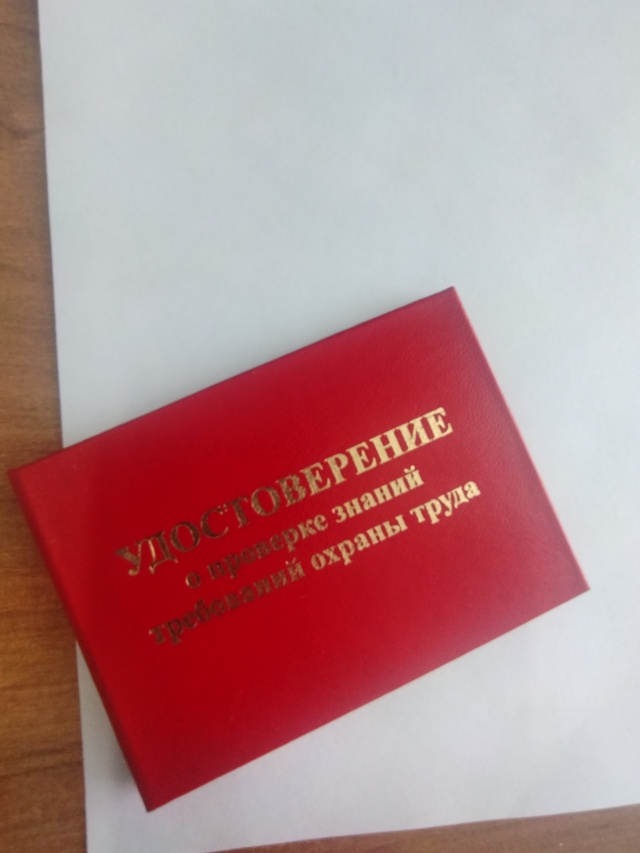 УДОСТОВЕРЕНИЕ
о проверке знаний
требований охраны труда